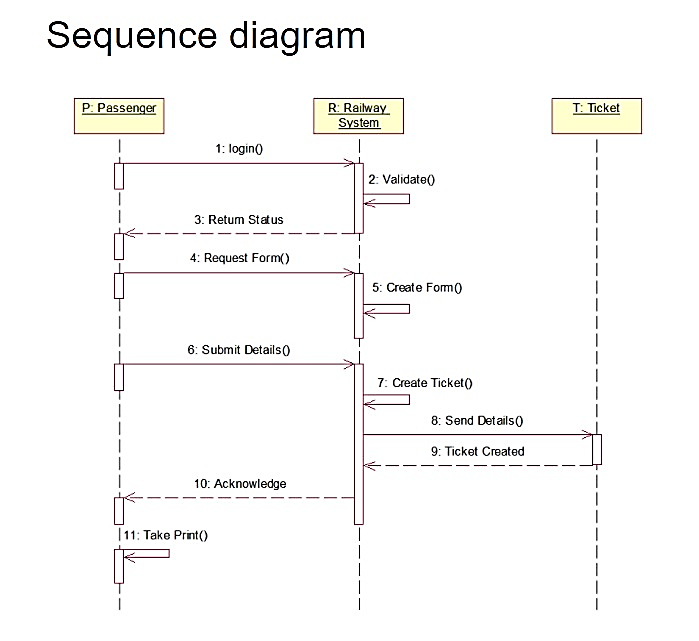 Sequence diagram
P: Passenger
R: Railway
System
T: Ticket
1: login()
2: Validate()
3: Return Status
4: Request Form()
5: Create Form()
6: Submit Details()
7: Create Ticket()
8: Send Details()
9: Ticket Created
10: Acknowledge
11: Take Print()